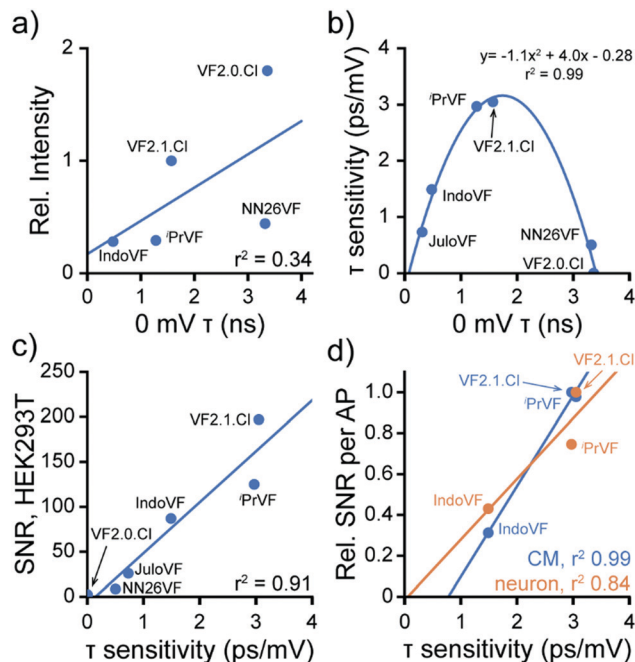 a)
Rel. Intensity
2
1
0
VF2.0.Cl
VF2.1.Cl
IndoVF
iPrVF
NN26VF
r² = 0.34
0 1 2 3 4
0 mV τ (ns)
b)
τ sensitivity (ps/mV)
4
3
2
1
0
y= -1.1x² + 4.0x - 0.28
r² = 0.99
iPrVF
VF2.1.Cl
IndoVF
JuloVF
NN26VF
VF2.0.Cl
0 1 2 3 4
0 mV τ (ns)
c)
SNR, HEK293T
250
200
150
100
50
0
VF2.1.Cl
iPrVF
IndoVF
VF2.0.Cl
JuloVF
NN26VF
r² = 0.91
0 1 2 3 4
τ sensitivity (ps/mV)
d)
Rel. SNR per AP
1.0
0.8
0.6
0.4
0.2
0
VF2.1.Cl
VF2.1.Cl
iPrVF
iPrVF
IndoVF
IndoVF
CM, r² 0.99
neuron, r² 0.84
0 1 2 3 4
τ sensitivity (ps/mV)